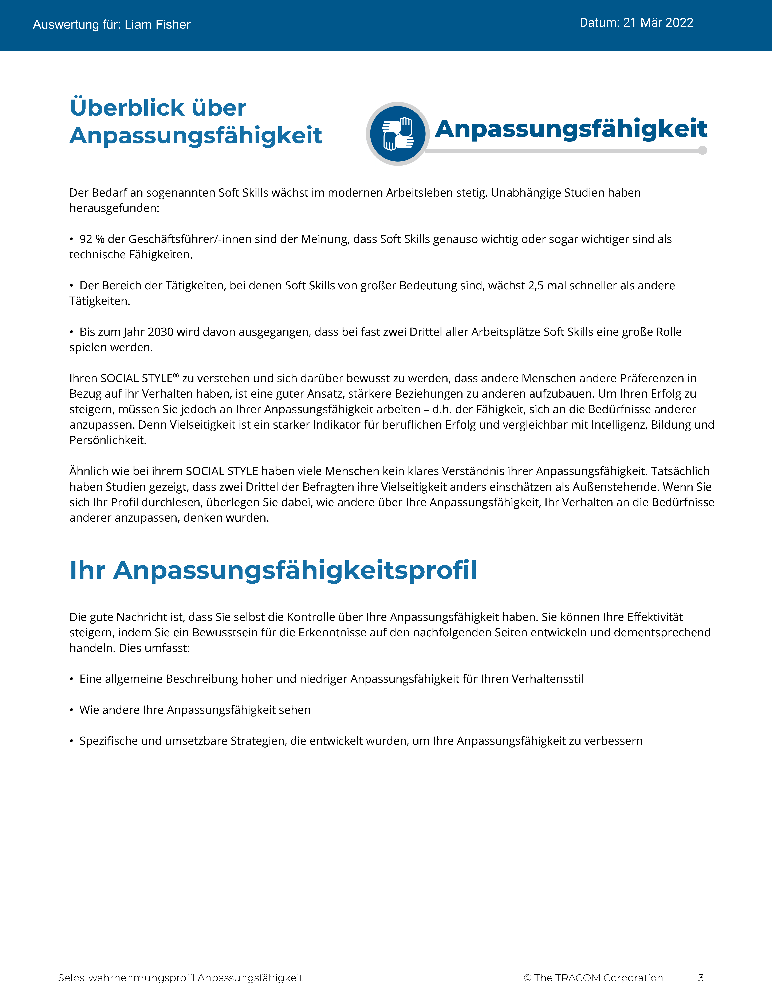 Auswertung für: Liam Fisher
Datum: 21 Mär 2022
Überblick über
Anpassungsfähigkeit
Anpassungsfähigkeit
Der Bedarf an sogenannten Soft Skills wächst im modernen Arbeitsleben stetig. Unabhängige Studien haben
herausgefunden:
• 92 % der Geschäftsführer/-innen sind der Meinung, dass Soft Skills genauso wichtig oder sogar wichtiger sind als
technische Fähigkeiten.
• Der Bereich der Tätigkeiten, bei denen Soft Skills von großer Bedeutung sind, wächst 2,5 mal schneller als andere
Tätigkeiten.
• Bis zum Jahr 2030 wird davon ausgegangen, dass bei fast zwei Drittel aller Arbeitsplätze Soft Skills eine große Rolle
spielen werden.
Ihren SOCIAL STYLE® zu verstehen und sich darüber bewusst zu werden, dass andere Menschen andere Präferenzen in
Bezug auf ihr Verhalten haben, ist eine guter Ansatz, stärkere Beziehungen zu anderen aufzubauen. Um Ihren Erfolg zu
steigern, müssen Sie jedoch an Ihrer Anpassungsfähigkeit arbeiten – d.h. der Fähigkeit, sich an die Bedürfnisse anderer
anzupassen. Denn Vielseitigkeit ist ein starker Indikator für beruflichen Erfolg und vergleichbar mit Intelligenz, Bildung und
Persönlichkeit.
Ähnlich wie bei ihrem SOCIAL STYLE haben viele Menschen kein klares Verständnis ihrer Anpassungsfähigkeit. Tatsächlich
haben Studien gezeigt, dass zwei Drittel der Befragten ihre Vielseitigkeit anders einschätzen als Außenstehende. Wenn Sie
sich Ihr Profil durchlesen, überlegen Sie dabei, wie andere über Ihre Anpassungsfähigkeit, Ihr Verhalten an die Bedürfnisse
anderer anzupassen, denken würden.
Ihr Anpassungsfähigkeitsprofil
Die gute Nachricht ist, dass Sie selbst die Kontrolle über Ihre Anpassungsfähigkeit haben. Sie können Ihre Effektivität
steigern, indem Sie ein Bewusstsein für die Erkenntnisse auf den nachfolgenden Seiten entwickeln und dementsprechend
handeln. Dies umfasst:
• Eine allgemeine Beschreibung hoher und niedriger Anpassungsfähigkeit für Ihren Verhaltensstil
• Wie andere Ihre Anpassungsfähigkeit sehen
• Spezifische und umsetzbare Strategien, die entwickelt wurden, um Ihre Anpassungsfähigkeit zu verbessern
Selbstwahrnehmungsprofil Anpassungsfähigkeit
© The TRACOM Corporation
3